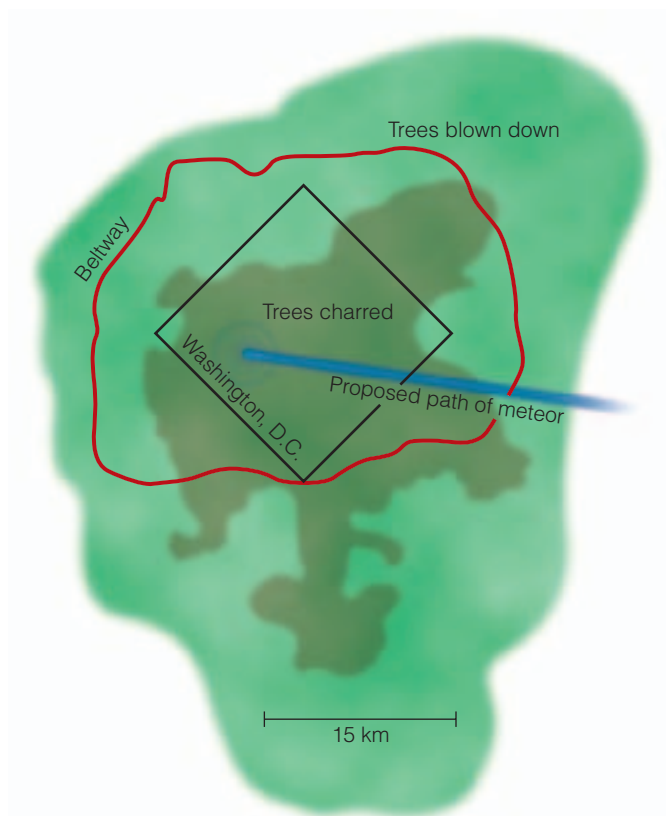 Trees blown down
Beltway
Trees charred
Washington, D.C.
Proposed path of meteor
15 km